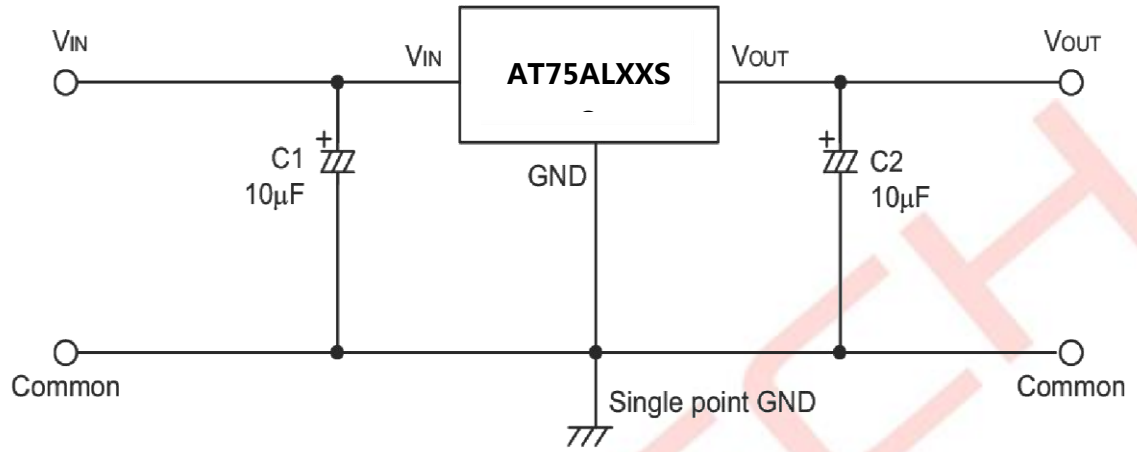 VIN
VIN
AT75ALXXS
VOUT
VOUT
C1
10μF
+
GND
+
C2
10μF
Common
Single point GND
Common